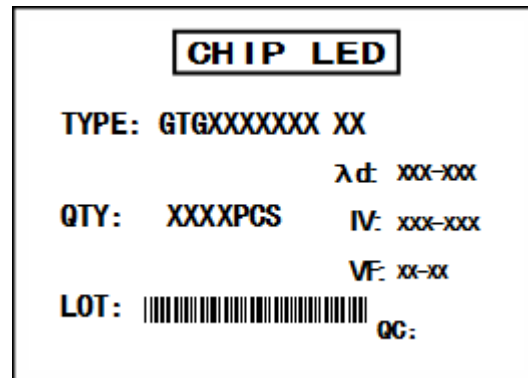 CHIP LED
TYPE: GTGXXXXXXX XX
λd: XXX-XXX
QTY: XXXXPCS IV: XXX-XXX
VF: XX-XX
LOT:
QC: